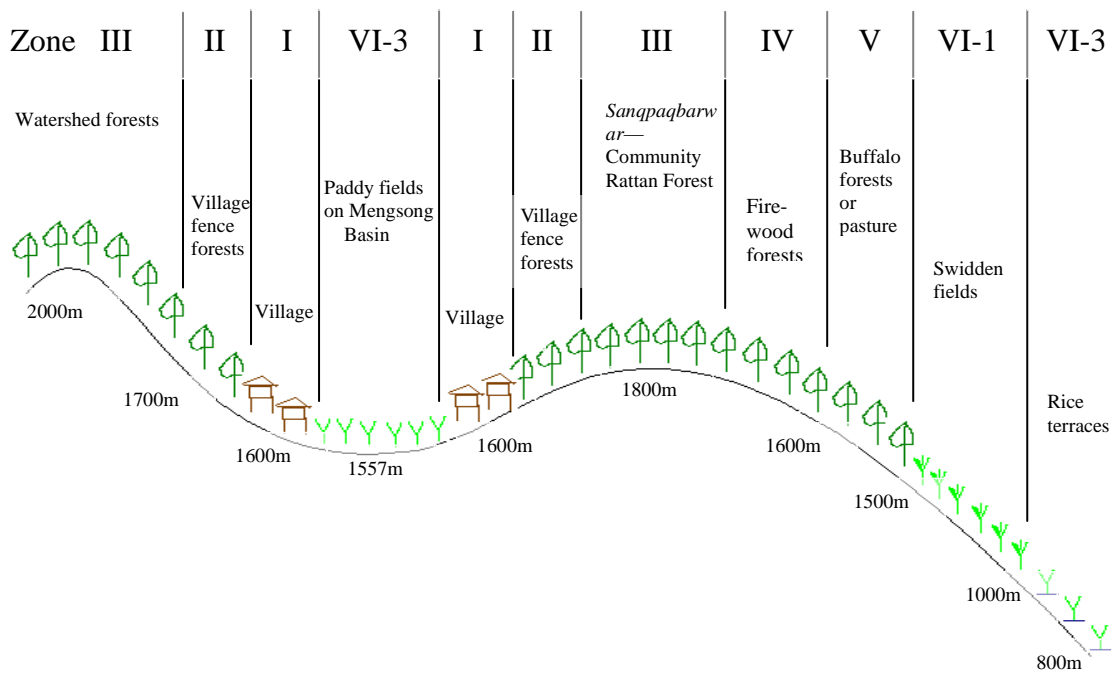 Zone III II I VI-3 I II III IV V VI-1 VI-3
Watershed forests
Village
fence
forests
Village
Paddy fields
on Mengsong
Basin
Village
Village
fence
forests
Sanqpaqbarw
ar—
Community
Rattan Forest
Fire-
wood
forests
Buffalo
forests
or
pasture
Swidden
fields
Rice
terraces
2000m
1700m
1600m
1557m
1600m
1800m
1600m
1500m
1000m
800m